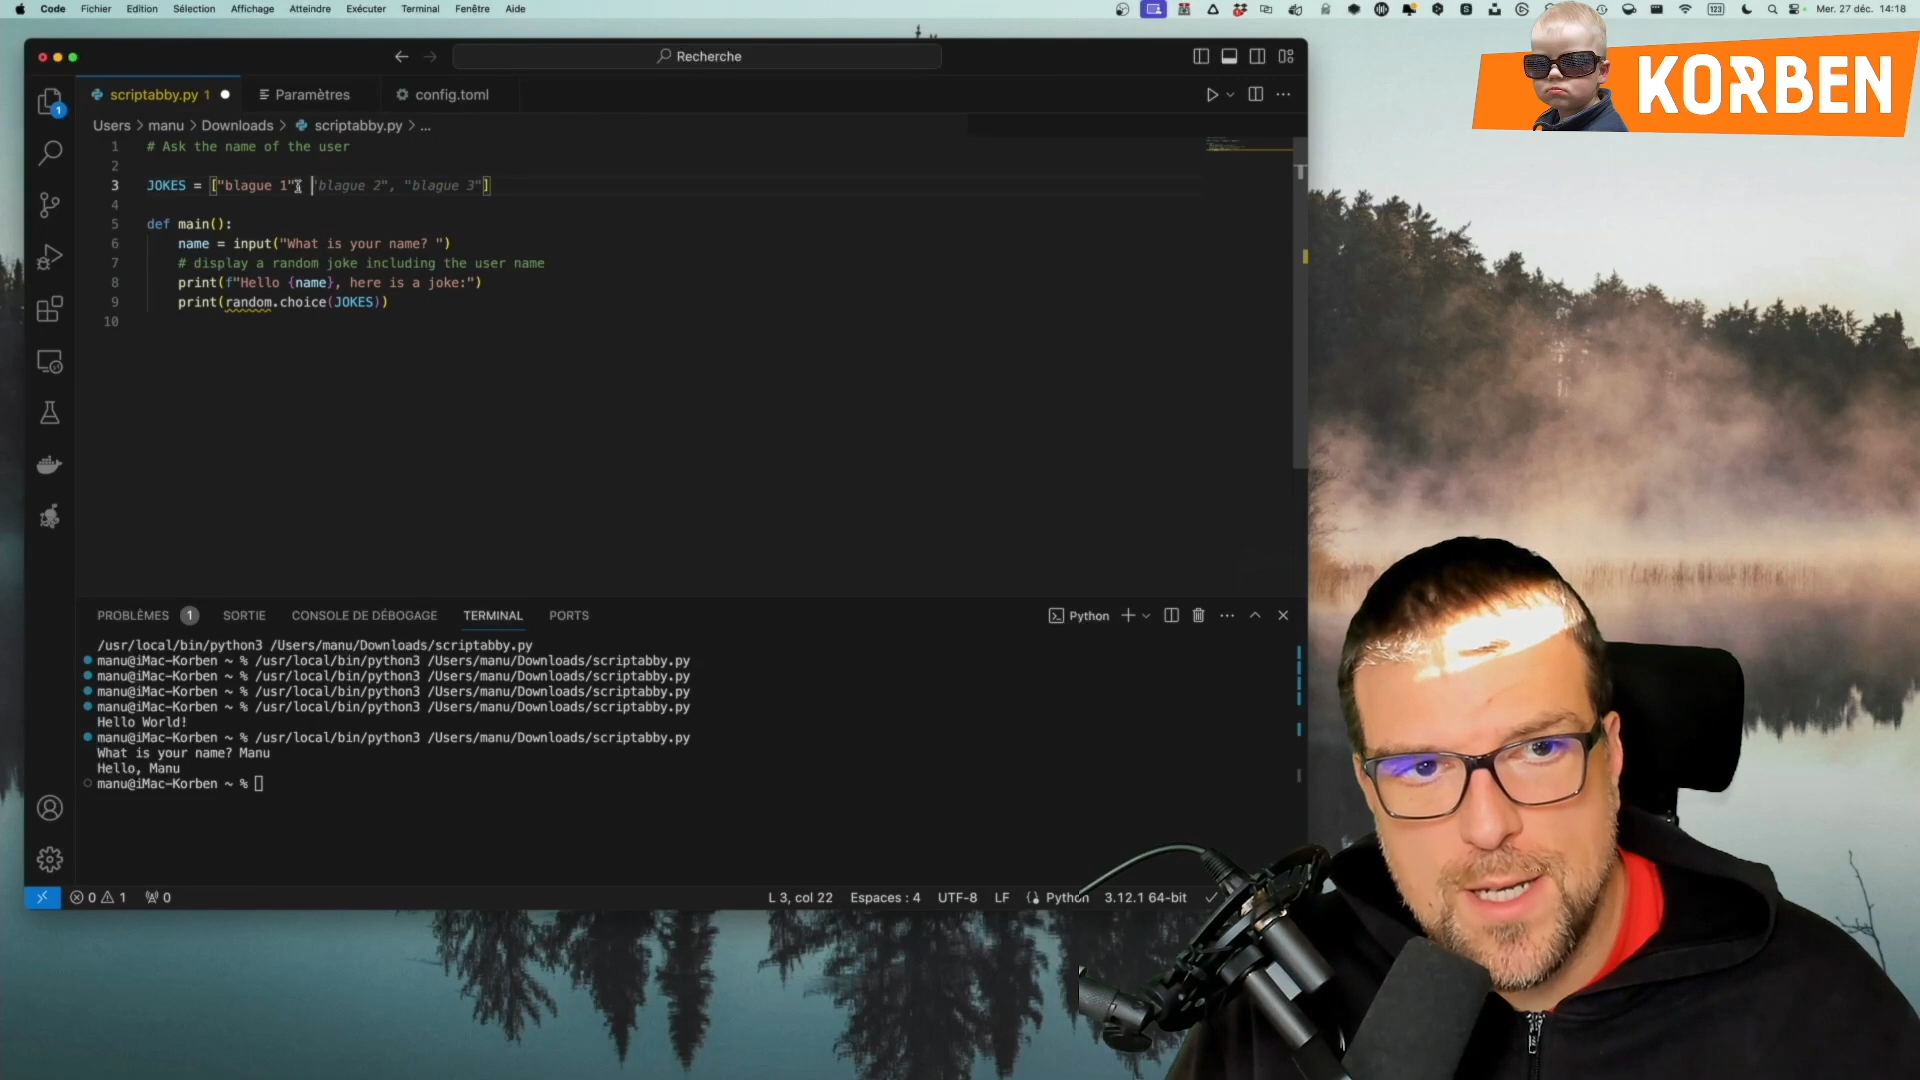 Code Fichier Edition Sélection Affichage Atteindre Exécuter Terminal Fenêtre Aide
123 Mer. 27 déc. 14:18
KORBEN
Recherche
scriptabby.py 1 Paramètres config.toml
1
Users > manu > Downloads > scriptabby.py > ...
1 # Ask the name of the user
2
3 JOKES = ["blague 1", "blague 2", "blague 3"]
4
5 def main():
6 name = input("What is your name? ")
7 # display a random joke including the user name
8 print(f"Hello {name}, here is a joke:")
9 print(random.choice(JOKES))
10
PROBLÈMES 1 SORTIE CONSOLE DE DÉBOGAGE TERMINAL PORTS Python
/usr/local/bin/python3 /Users/manu/Downloads/scriptabby.py
manu@iMac-Korben ~ % /usr/local/bin/python3 /Users/manu/Downloads/scriptabby.py
manu@iMac-Korben ~ % /usr/local/bin/python3 /Users/manu/Downloads/scriptabby.py
manu@iMac-Korben ~ % /usr/local/bin/python3 /Users/manu/Downloads/scriptabby.py
manu@iMac-Korben ~ % /usr/local/bin/python3 /Users/manu/Downloads/scriptabby.py
Hello World!
manu@iMac-Korben ~ % /usr/local/bin/python3 /Users/manu/Downloads/scriptabby.py
What is your name? Manu
Hello, Manu
manu@iMac-Korben ~ %
0 1 0 L 3, col 22 Espaces : 4 UTF-8 LF Python 3.12.1 64-bit